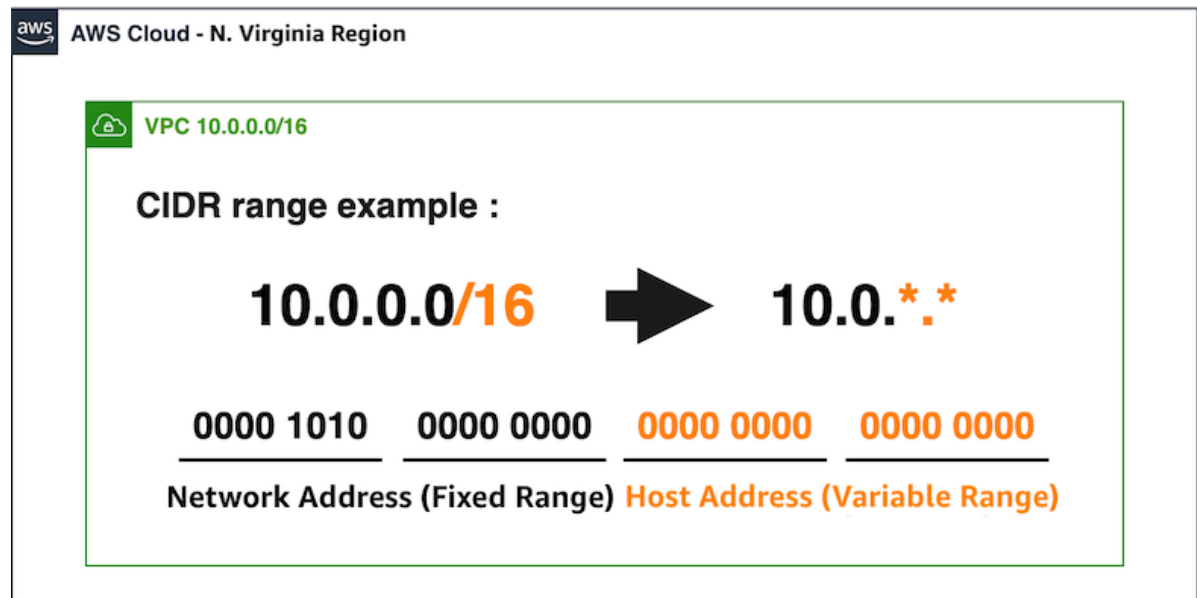 aws
AWS Cloud - N. Virginia Region
VPC 10.0.0.0/16
CIDR range example :
10.0.0.0/16 10.0.*.*
0000 1010 0000 0000 0000 0000 0000 0000
Network Address (Fixed Range) Host Address (Variable Range)